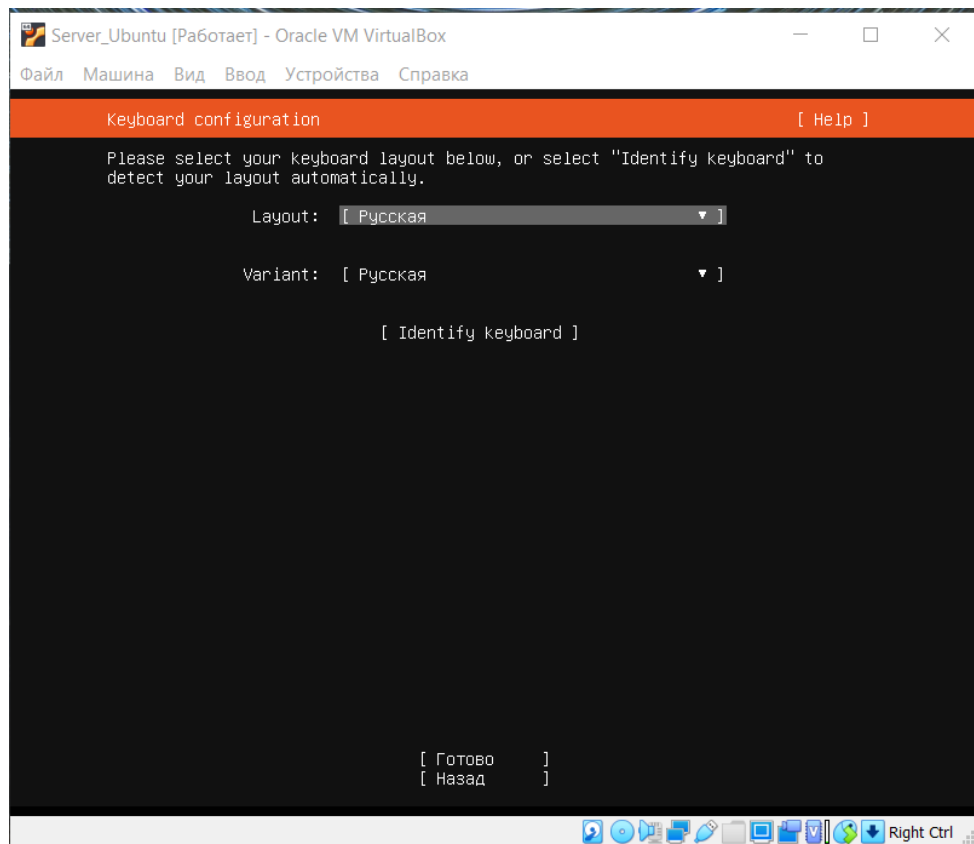 Server_Ubuntu [Работает] - Oracle VM VirtualBox
Файл Машина Вид Ввод Устройства Справка
Keyboard configuration [ Help ]
Please select your keyboard layout below, or select "Identify keyboard" to
detect your layout automatically.
Layout: [ Русская ▾ ]
Variant: [ Русская ▾ ]
[ Identify keyboard ]
[ Готово ]
[ Назад ]
Right Ctrl